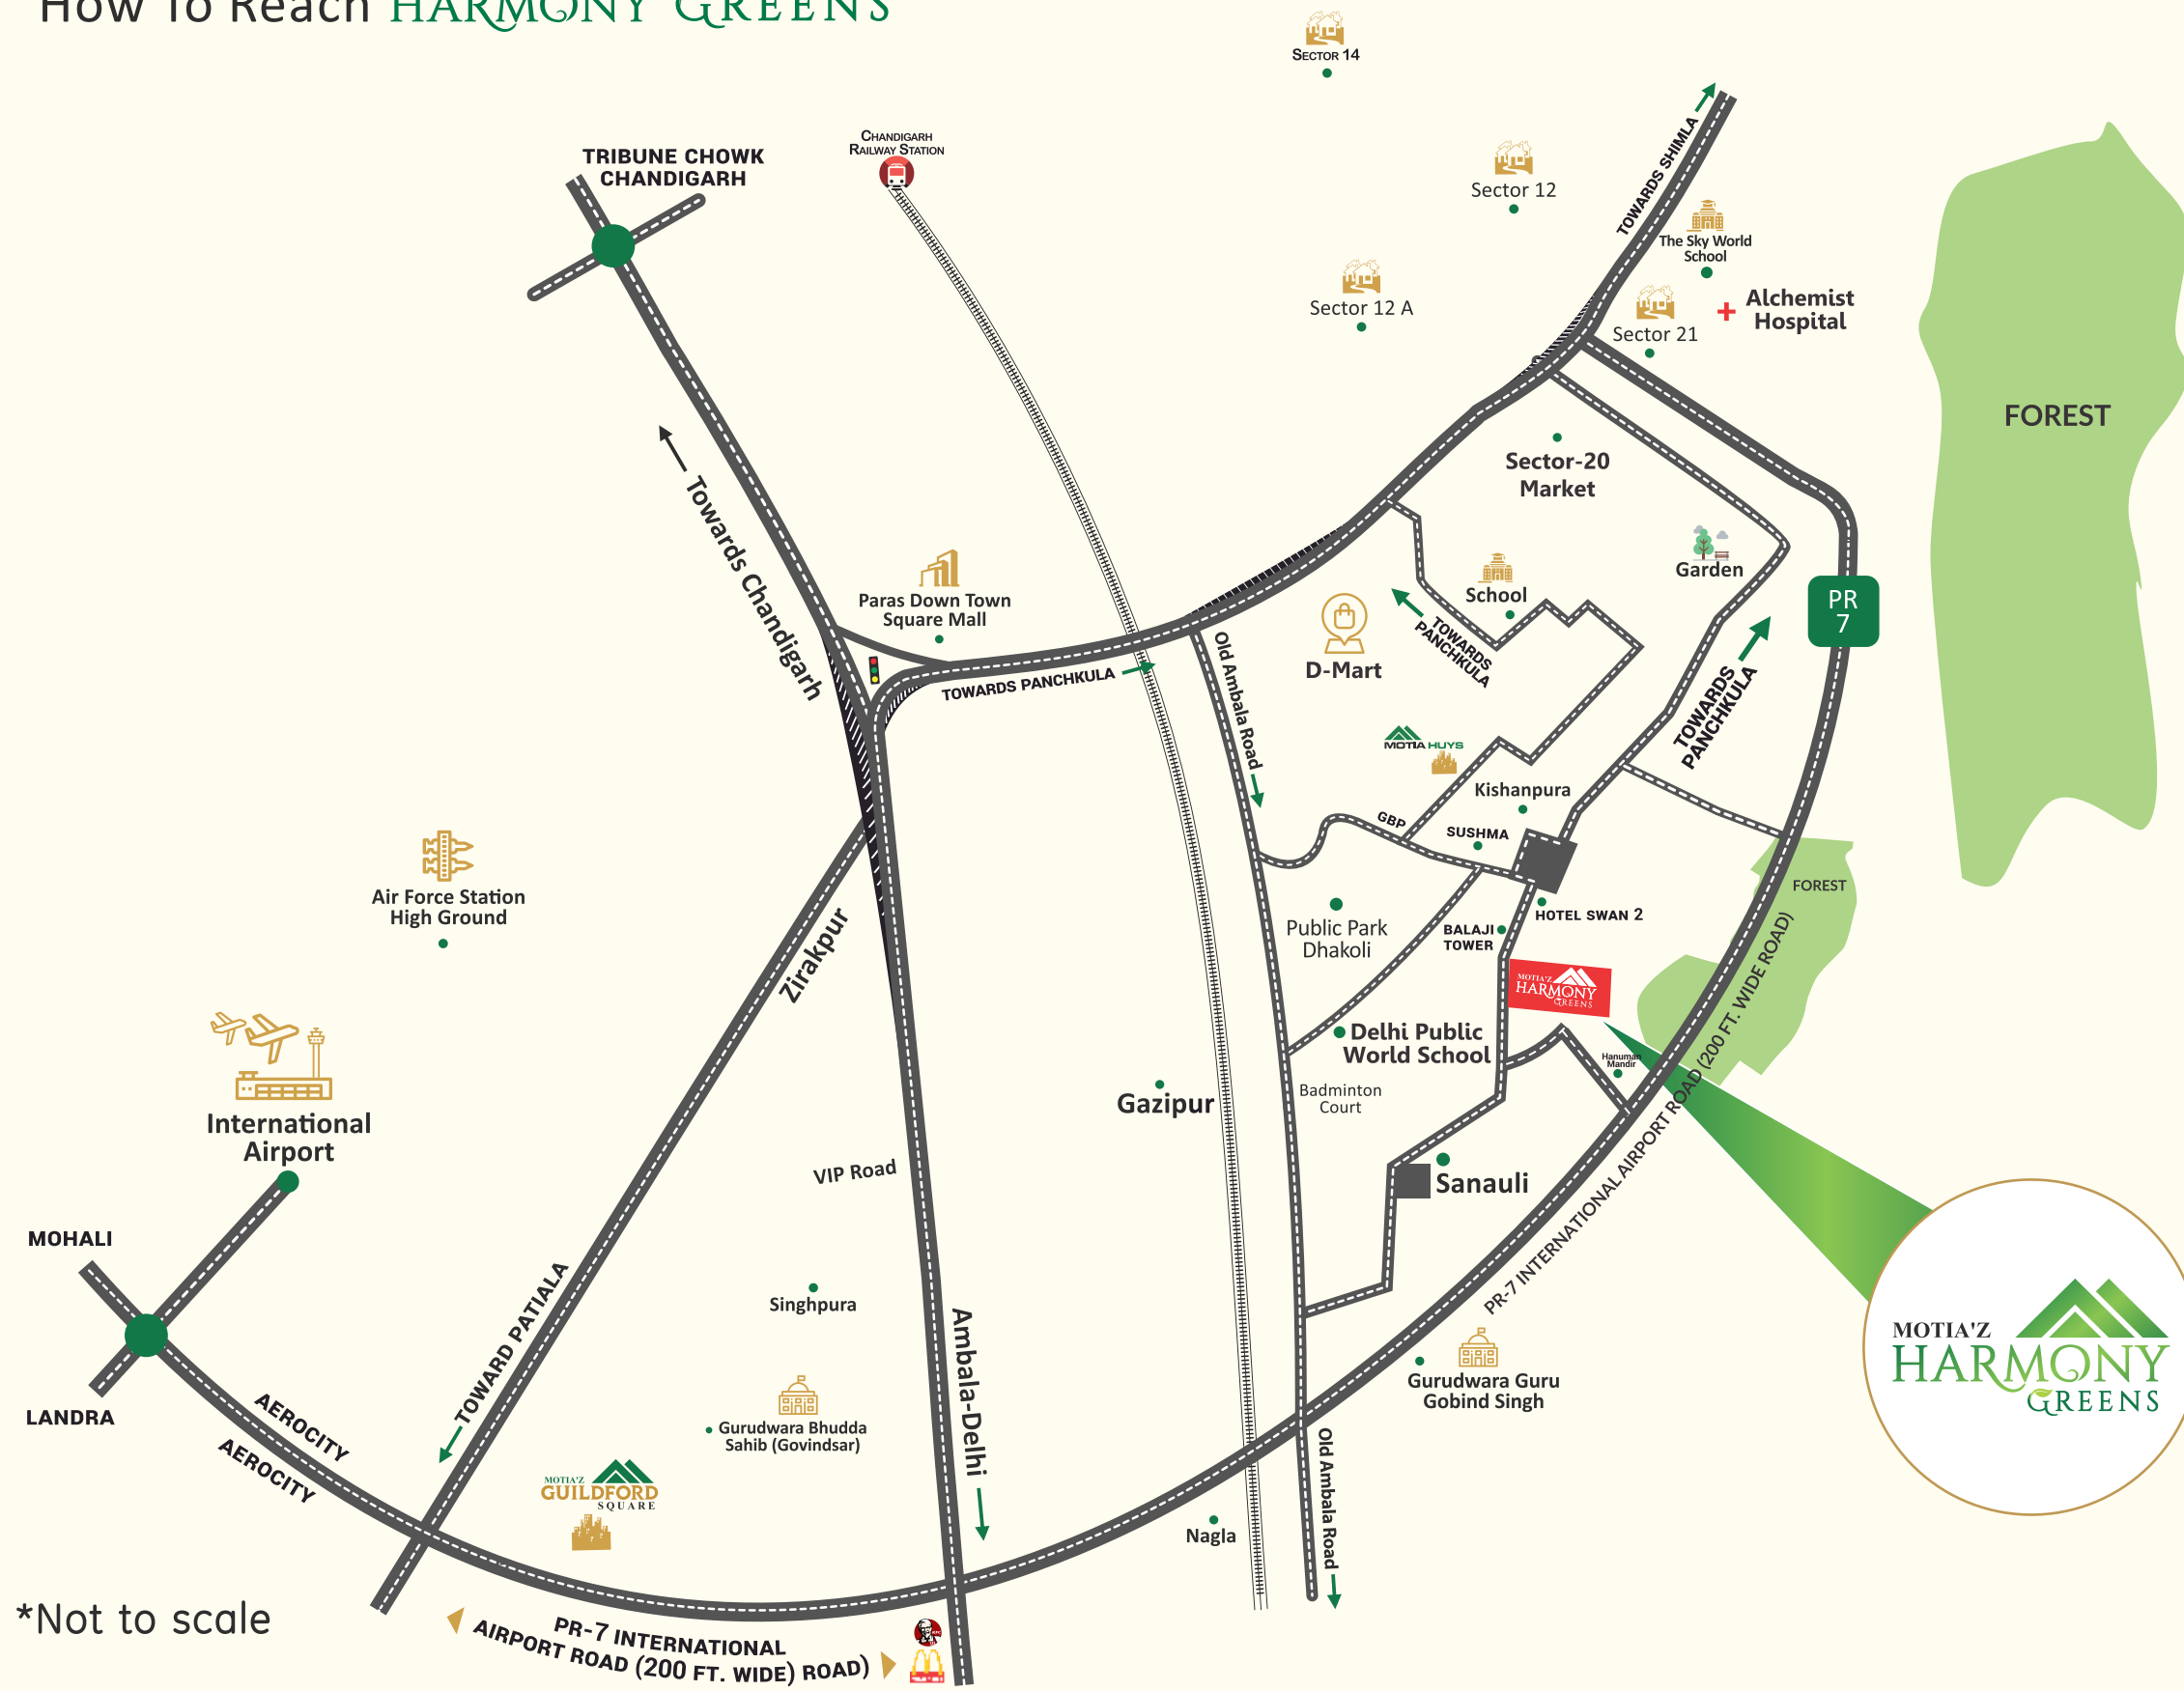 How To Reach HARMONY GREENS
SECTOR 14
CHANDIGARH
RAILWAY STATION
TRIBUNE CHOWK
CHANDIGARH
Sector 12
TOWARDS SHIMLA
The Sky World
School
Sector 12 A
Alchemist
Hospital
Sector 21
FOREST
Sector-20
Market
Towards Chandigarh
Paras Down Town
Square Mall
School
Garden
PR
7
TOWARDS PANCHKULA
Old Ambala Road
D-Mart
TOWARDS
PANCHKULA
TOWARDS
PANCHKULA
MOTIA HUYS
Kishanpura
GBP
SUSHMA
Air Force Station
High Ground
FOREST
Zirakpur
Public Park
Dhakoli
BALAJI
TOWER
HOTEL SWAN 2
MOTIA'Z
HARMONY
GREENS
Delhi Public
World School
Hanuman
Mandir
Badminton
Court
Gazipur
International
Airport
VIP Road
Sanauli
PR-7 INTERNATIONAL AIRPORT ROAD (200 FT. WIDE ROAD)
MOHALI
Singhpura
TOWARD PATIALA
Ambala-Delhi
MOTIA'Z
HARMONY
GREENS
Gurudwara Guru
Gobind Singh
LANDRA
AEROCITY
AEROCITY
Gurudwara Bhudda
Sahib (Govindsar)
MOTIA'Z
GUILDFORD
SQUARE
Nagla
Old Ambala Road
*Not to scale
PR-7 INTERNATIONAL
AIRPORT ROAD (200 FT. WIDE) ROAD)
KFC